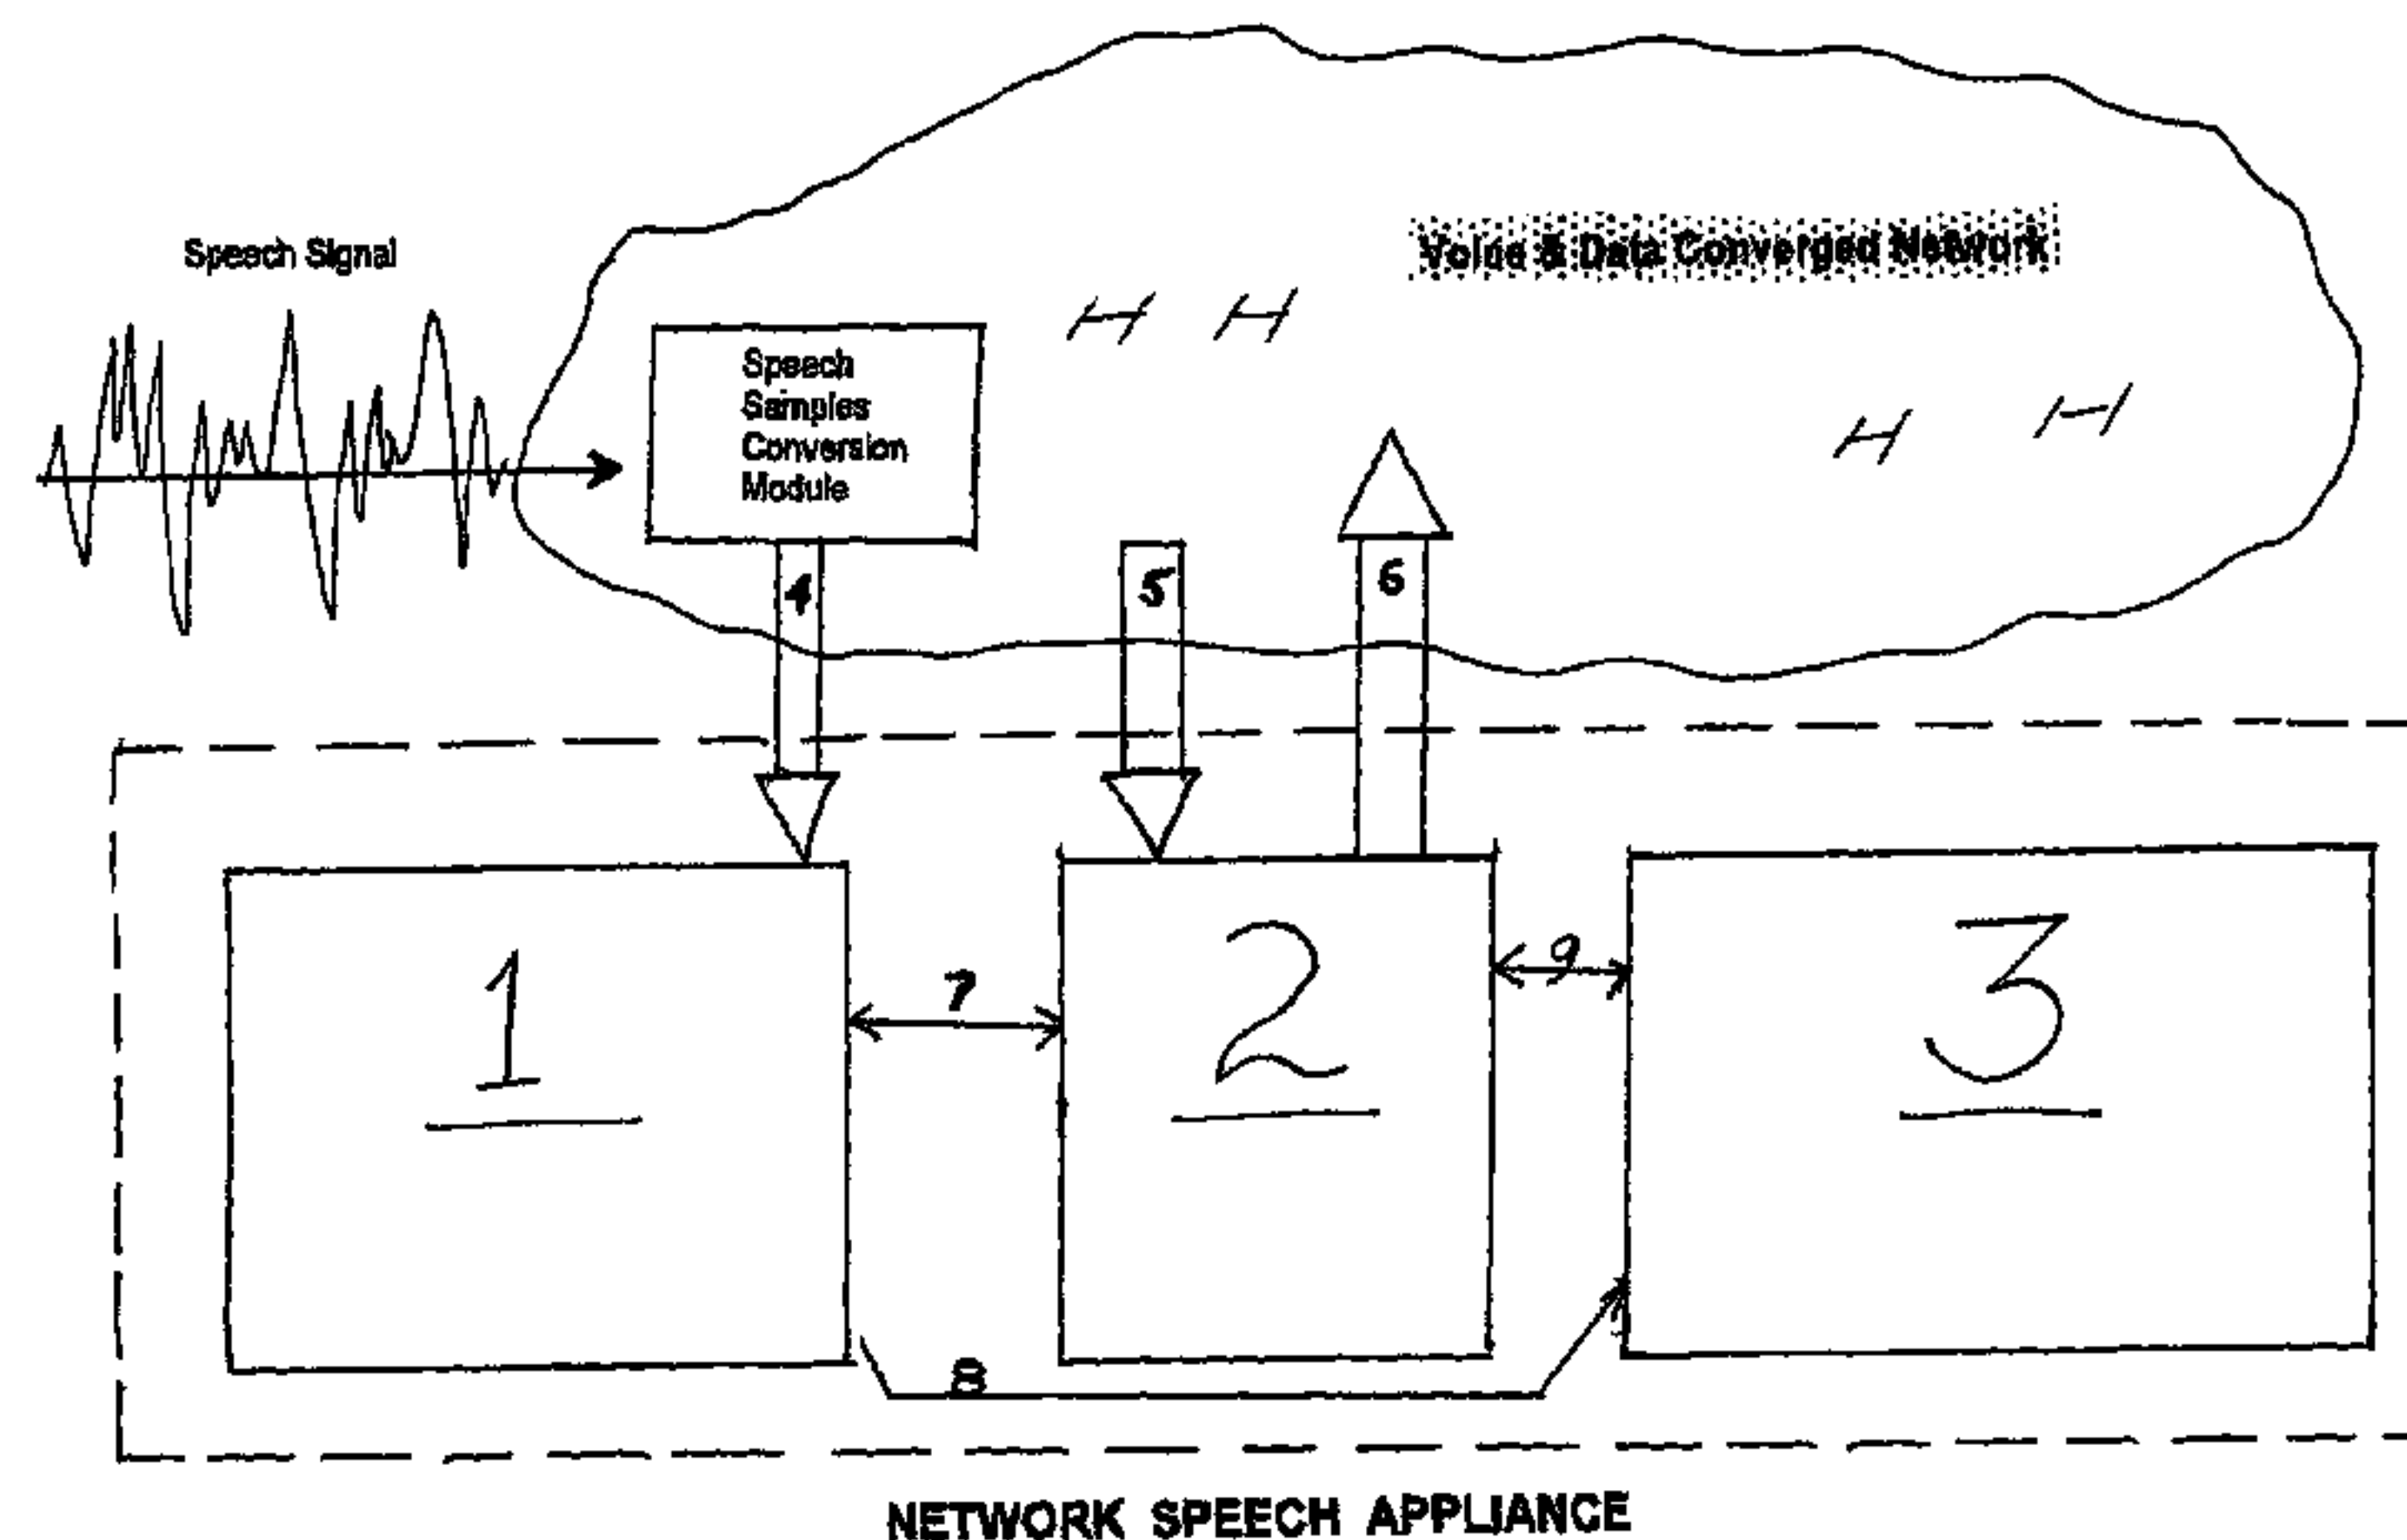 Speech Signal
Voice & Data Converged Network
Speech
Samples
Conversion
Module
4
5
6
1
7
2
9
3
8
NETWORK SPEECH APPLIANCE